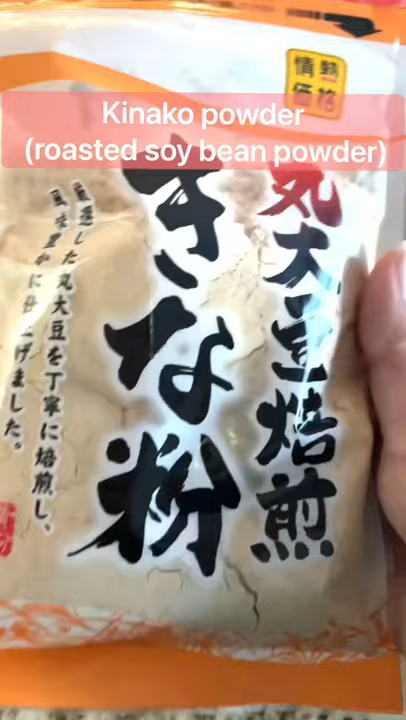 情熱
価格
Kinako powder
(roasted soy bean powder)
丸大豆焙煎
きな粉
厳選した丸大豆を丁寧に焙煎し、
風味豊かに仕上げました。